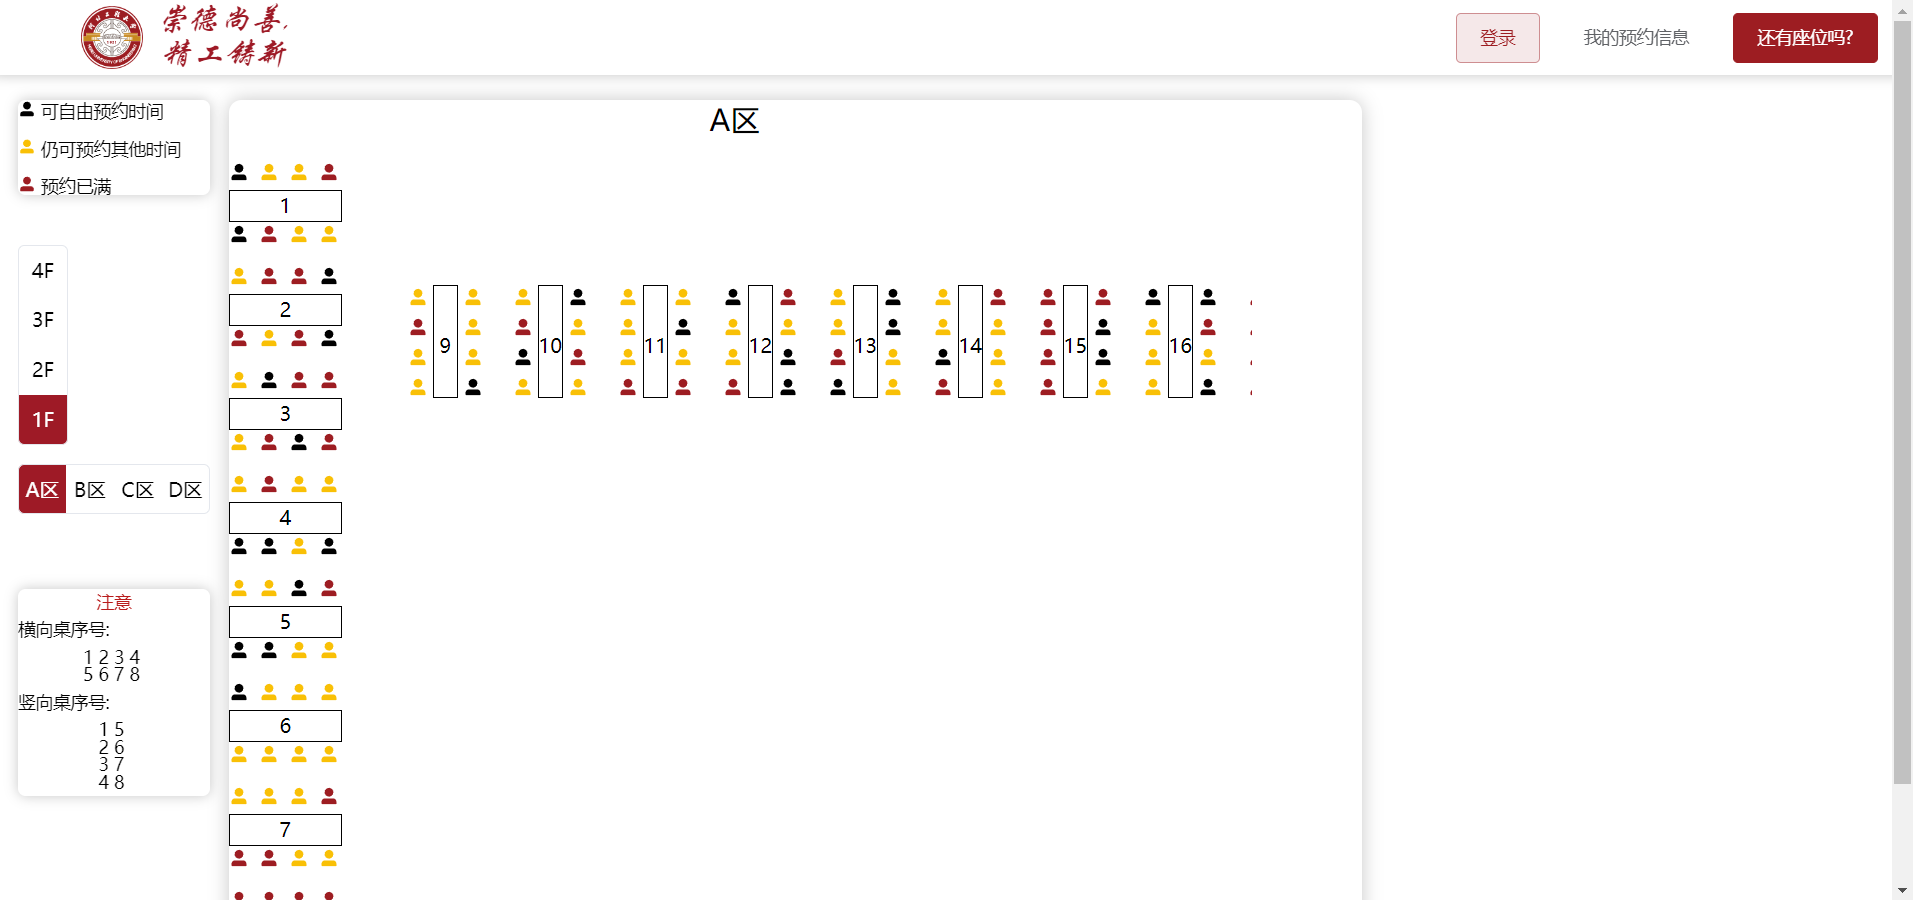 崇德尚善,
精工铸新
登录
我的预约信息
还有座位吗?
可自由预约时间
仍可预约其他时间
预约已满
4F
3F
2F
1F
A区 B区 C区 D区
注意
横向桌序号:
1 2 3 4
5 6 7 8
竖向桌序号:
1 5
2 6
3 7
4 8
A区
1
2
3
4
5
6
7
9 10 11 12 13 14 15 16